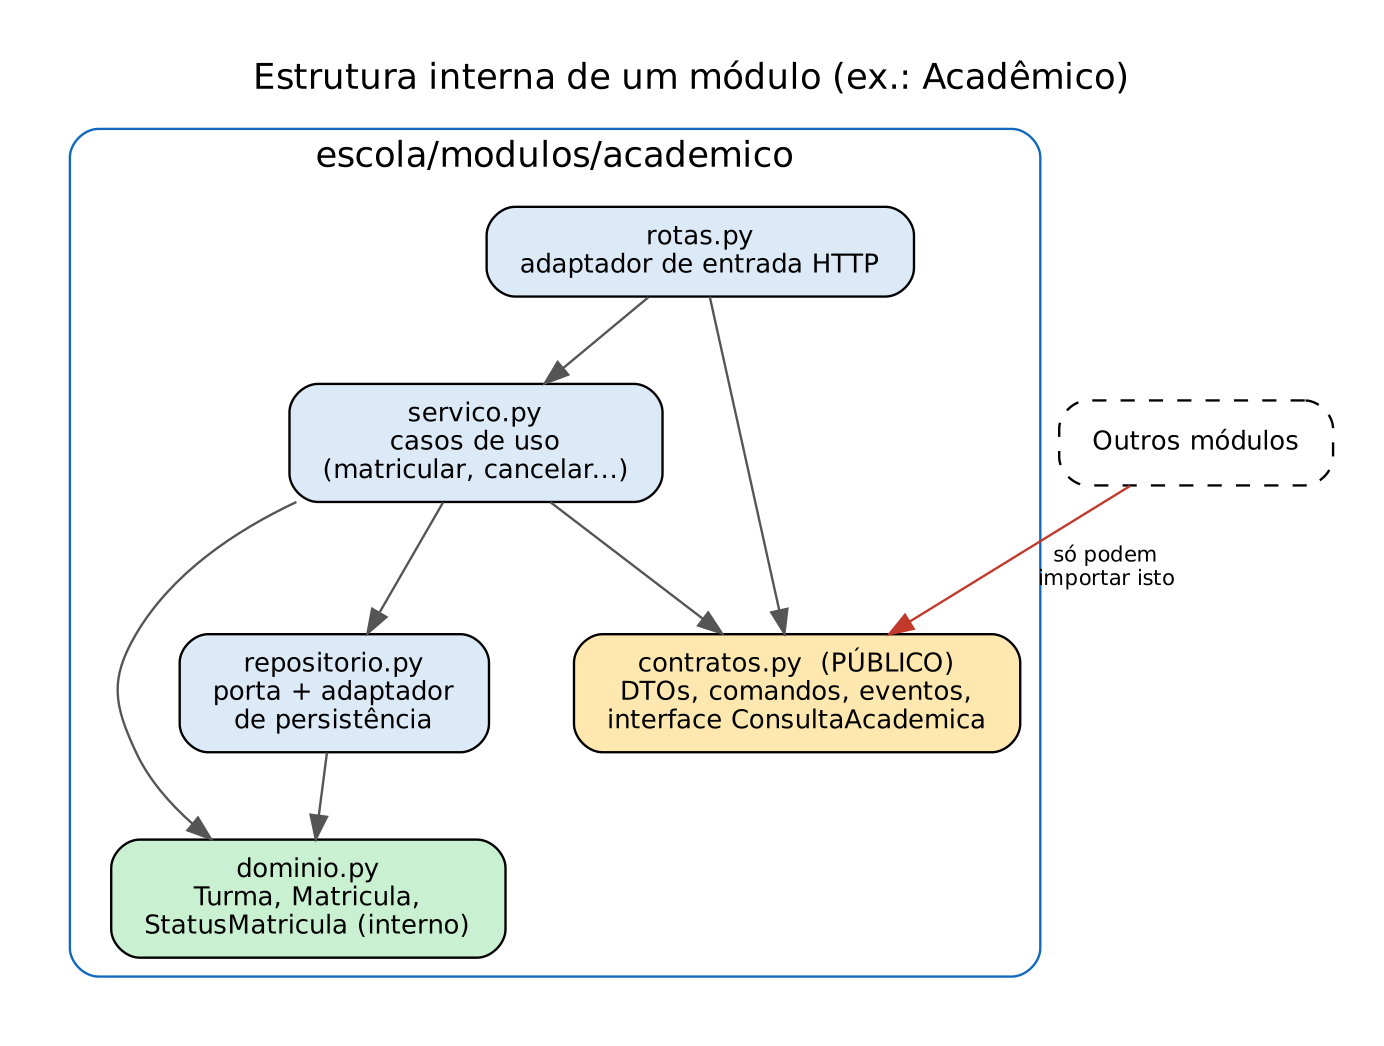 Estrutura interna de um módulo (ex.: Acadêmico)
escola/modulos/academico
rotas.py
adaptador de entrada HTTP
servico.py
casos de uso
(matricular, cancelar...)
Outros módulos
só podem
importar isto
repositorio.py
porta + adaptador
de persistência
contratos.py  (PÚBLICO)
DTOs, comandos, eventos,
interface ConsultaAcademica
dominio.py
Turma, Matricula,
StatusMatricula (interno)